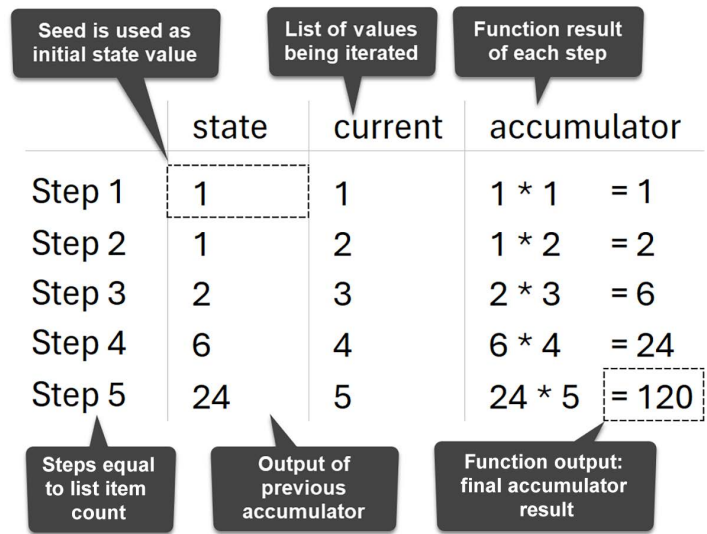 Seed is used as
initial state value
List of values
being iterated
Function result
of each step
state current accumulator
Step 1 1 1 1 * 1 = 1
Step 2 1 2 1 * 2 = 2
Step 3 2 3 2 * 3 = 6
Step 4 6 4 6 * 4 = 24
Step 5 24 5 24 * 5 = 120
Steps equal
to list item
count
Output of
previous
accumulator
Function output:
final accumulator
result